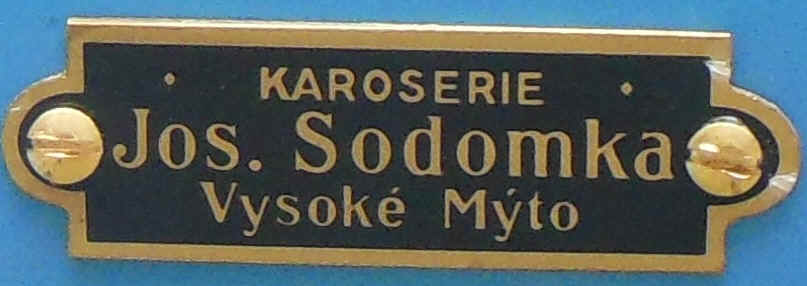 KAROSERIE
Jos. Sodomka
Vysoké Mýto